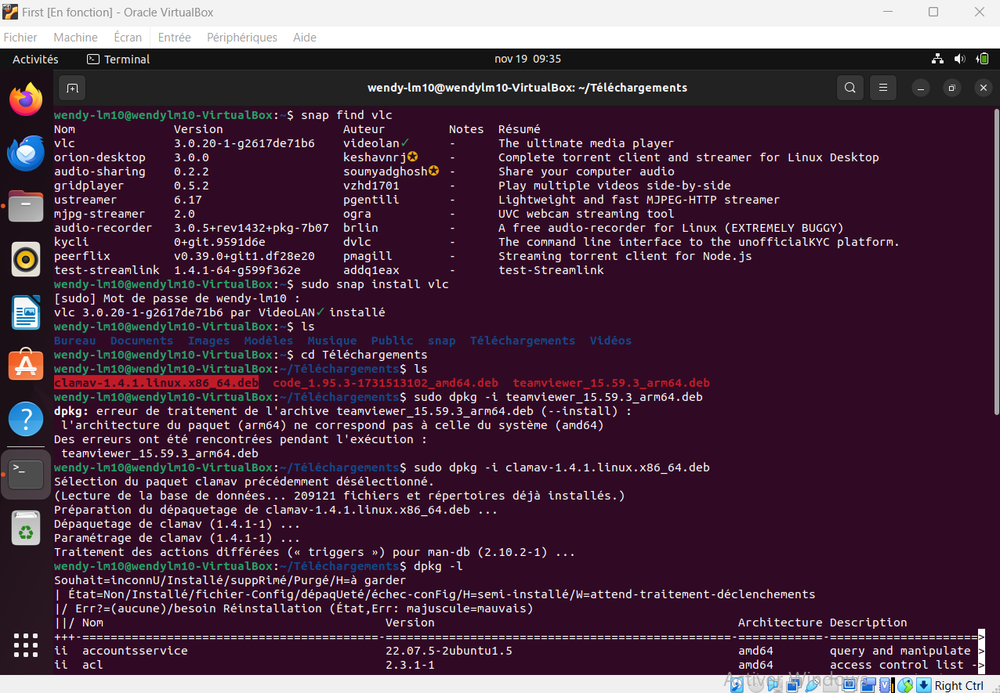 First [En fonction] - Oracle VirtualBox
Fichier Machine Écran Entrée Périphériques Aide
Activités Terminal nov 19 09:35
wendy-lm10@wendylm10-VirtualBox: ~/Téléchargements
wendy-lm10@wendylm10-VirtualBox:~$ snap find vlc
Nom Version Auteur Notes Résumé
vlc 3.0.20-1-g2617de71b6 videolan✓ - The ultimate media player
orion-desktop 3.0.0 keshavnrj✪ - Complete torrent client and streamer for Linux Desktop
audio-sharing 0.2.2 soumyadghosh✪ - Share your computer audio
gridplayer 0.5.2 vzhd1701 - Play multiple videos side-by-side
ustreamer 6.17 pgentili - Lightweight and fast MJPEG-HTTP streamer
mjpg-streamer 2.0 ogra - UVC webcam streaming tool
audio-recorder 3.0.5+rev1432+pkg-7b07 brlin - A free audio-recorder for Linux (EXTREMELY BUGGY)
kycli 0+git.9591d6e dvlc - The command line interface to the unofficialKYC platform.
peerflix v0.39.0+git1.df28e20 pmagill - Streaming torrent client for Node.js
test-streamlink 1.4.1-64-g599f362e addq1eax - test-Streamlink
wendy-lm10@wendylm10-VirtualBox:~$ sudo snap install vlc
[sudo] Mot de passe de wendy-lm10 :
vlc 3.0.20-1-g2617de71b6 par VideoLAN✓ installé
wendy-lm10@wendylm10-VirtualBox:~$ ls
Bureau Documents Images Modèles Musique Public snap Téléchargements Vidéos
wendy-lm10@wendylm10-VirtualBox:~$ cd Téléchargements
wendy-lm10@wendylm10-VirtualBox:~/Téléchargements$ ls
clamav-1.4.1.linux.x86_64.deb code_1.95.3-1731513102_amd64.deb teamviewer_15.59.3_arm64.deb
wendy-lm10@wendylm10-VirtualBox:~/Téléchargements$ sudo dpkg -i teamviewer_15.59.3_arm64.deb
dpkg: erreur de traitement de l'archive teamviewer_15.59.3_arm64.deb (--install) :
l'architecture du paquet (arm64) ne correspond pas à celle du système (amd64)
Des erreurs ont été rencontrées pendant l'exécution :
teamviewer_15.59.3_arm64.deb
wendy-lm10@wendylm10-VirtualBox:~/Téléchargements$ sudo dpkg -i clamav-1.4.1.linux.x86_64.deb
Sélection du paquet clamav précédemment désélectionné.
(Lecture de la base de données... 209121 fichiers et répertoires déjà installés.)
Préparation du dépaquetage de clamav-1.4.1.linux.x86_64.deb ...
Dépaquetage de clamav (1.4.1-1) ...
Paramétrage de clamav (1.4.1-1) ...
Traitement des actions différées (« triggers ») pour man-db (2.10.2-1) ...
wendy-lm10@wendylm10-VirtualBox:~/Téléchargements$ dpkg -l
Souhait=inconnU/Installé/suppRimé/Purgé/H=à garder
| État=Non/Installé/fichier-Config/dépaqUeté/échec-conFig/H=semi-installé/W=attend-traitement-déclenchements
|/ Err?=(aucune)/besoin Réinstallation (État,Err: majuscule=mauvais)
||/ Nom Version Architecture Description
+++-==========================================-=================================================-============-=====================>
ii accountsservice 22.07.5-2ubuntu1.5 amd64 query and manipulate >
ii acl 2.3.1-1 amd64 access control list ->
Activer Windows
Right Ctrl